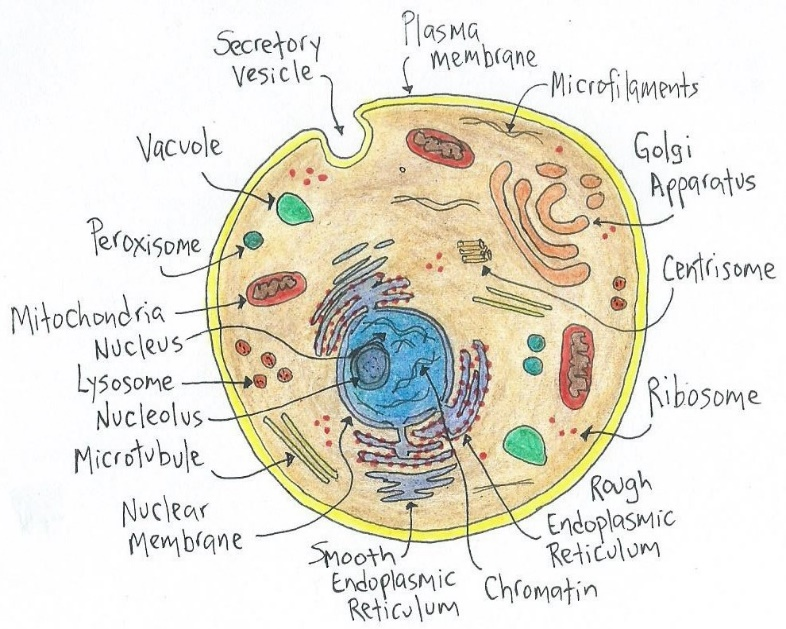 Secretory
Vesicle
Plasma
membrane
Microfilaments
Vacuole
Golgi
Apparatus
Peroxisome
Centrisome
Mitochondria
Nucleus
Lysosome
Nucleolus
Ribosome
Microtubule
Nuclear
Membrane
Rough
Endoplasmic
Reticulum
Smooth
Endoplasmic
Reticulum
Chromatin